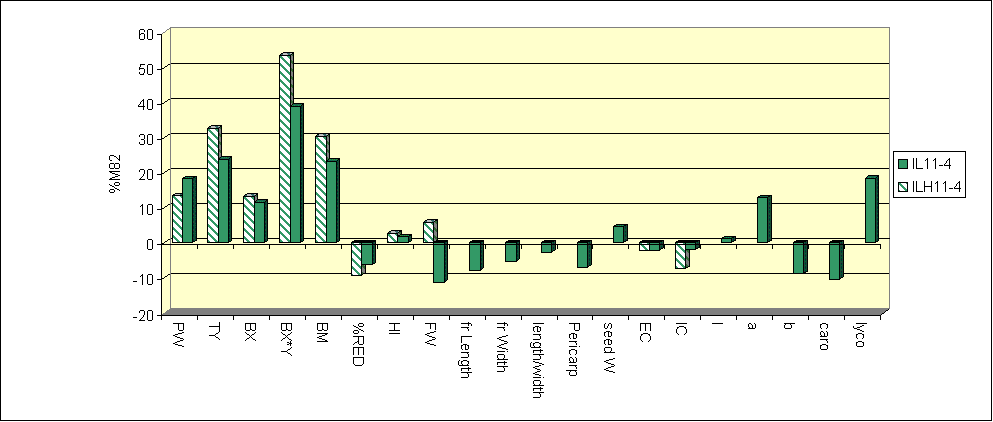 60
50
40
30
20
10
0
-10
-20
%M82
PW
TY
BX
BX*Y
BM
%RED
HI
FW
fr Length
fr Width
length/width
Pericarp
seed W
EC
IC
l
a
b
caro
lyco
IL11-4
ILH11-4